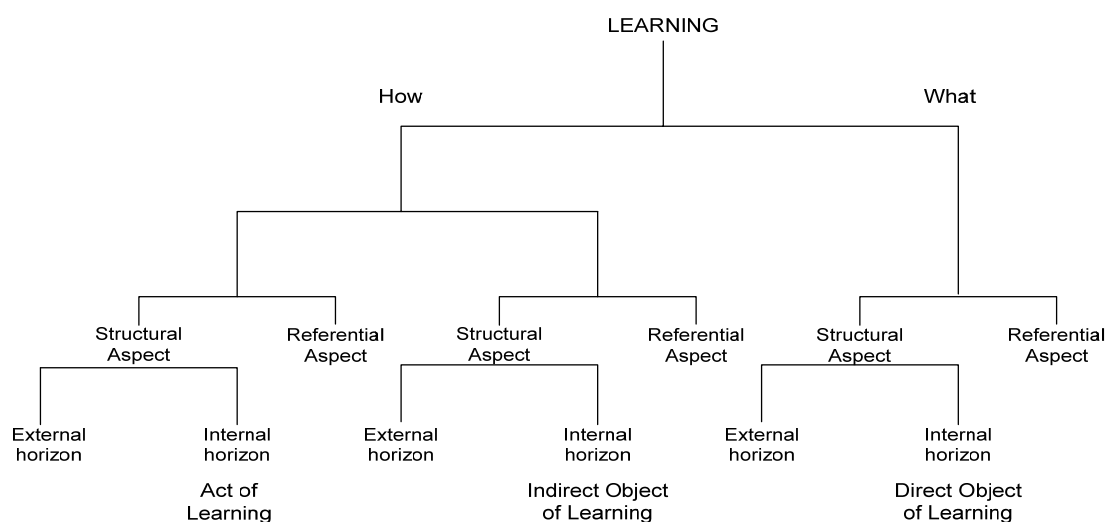 LEARNING
How
What
Structural
Aspect
Referential
Aspect
Structural
Aspect
Referential
Aspect
Structural
Aspect
Referential
Aspect
External
horizon
Internal
horizon
External
horizon
Internal
horizon
External
horizon
Internal
horizon
Act of
Learning
Indirect Object
of Learning
Direct Object
of Learning